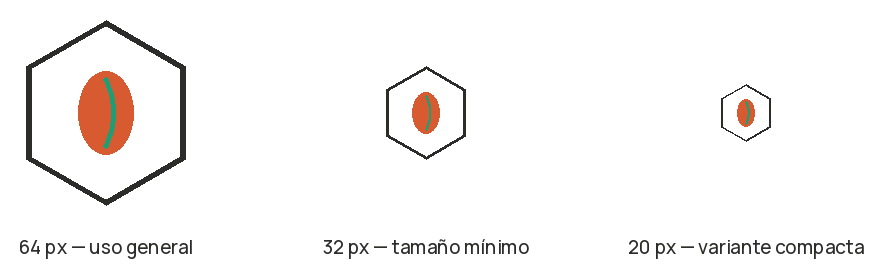 64 px — uso general
32 px — tamaño mínimo
20 px — variante compacta